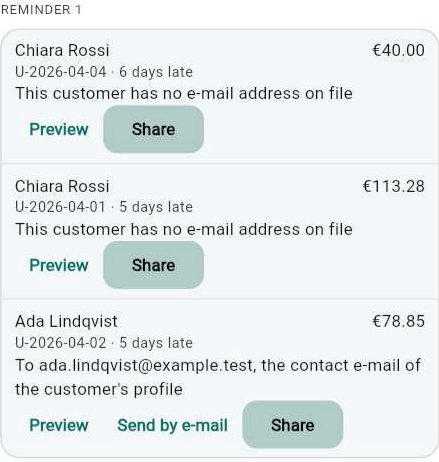 REMINDER 1
Chiara Rossi €40.00
U-2026-04-04 · 6 days late
This customer has no e-mail address on file
Preview Share
Chiara Rossi €113.28
U-2026-04-01 · 5 days late
This customer has no e-mail address on file
Preview Share
Ada Lindqvist €78.85
U-2026-04-02 · 5 days late
To ada.lindqvist@example.test, the contact e-mail of
the customer's profile
Preview Send by e-mail Share